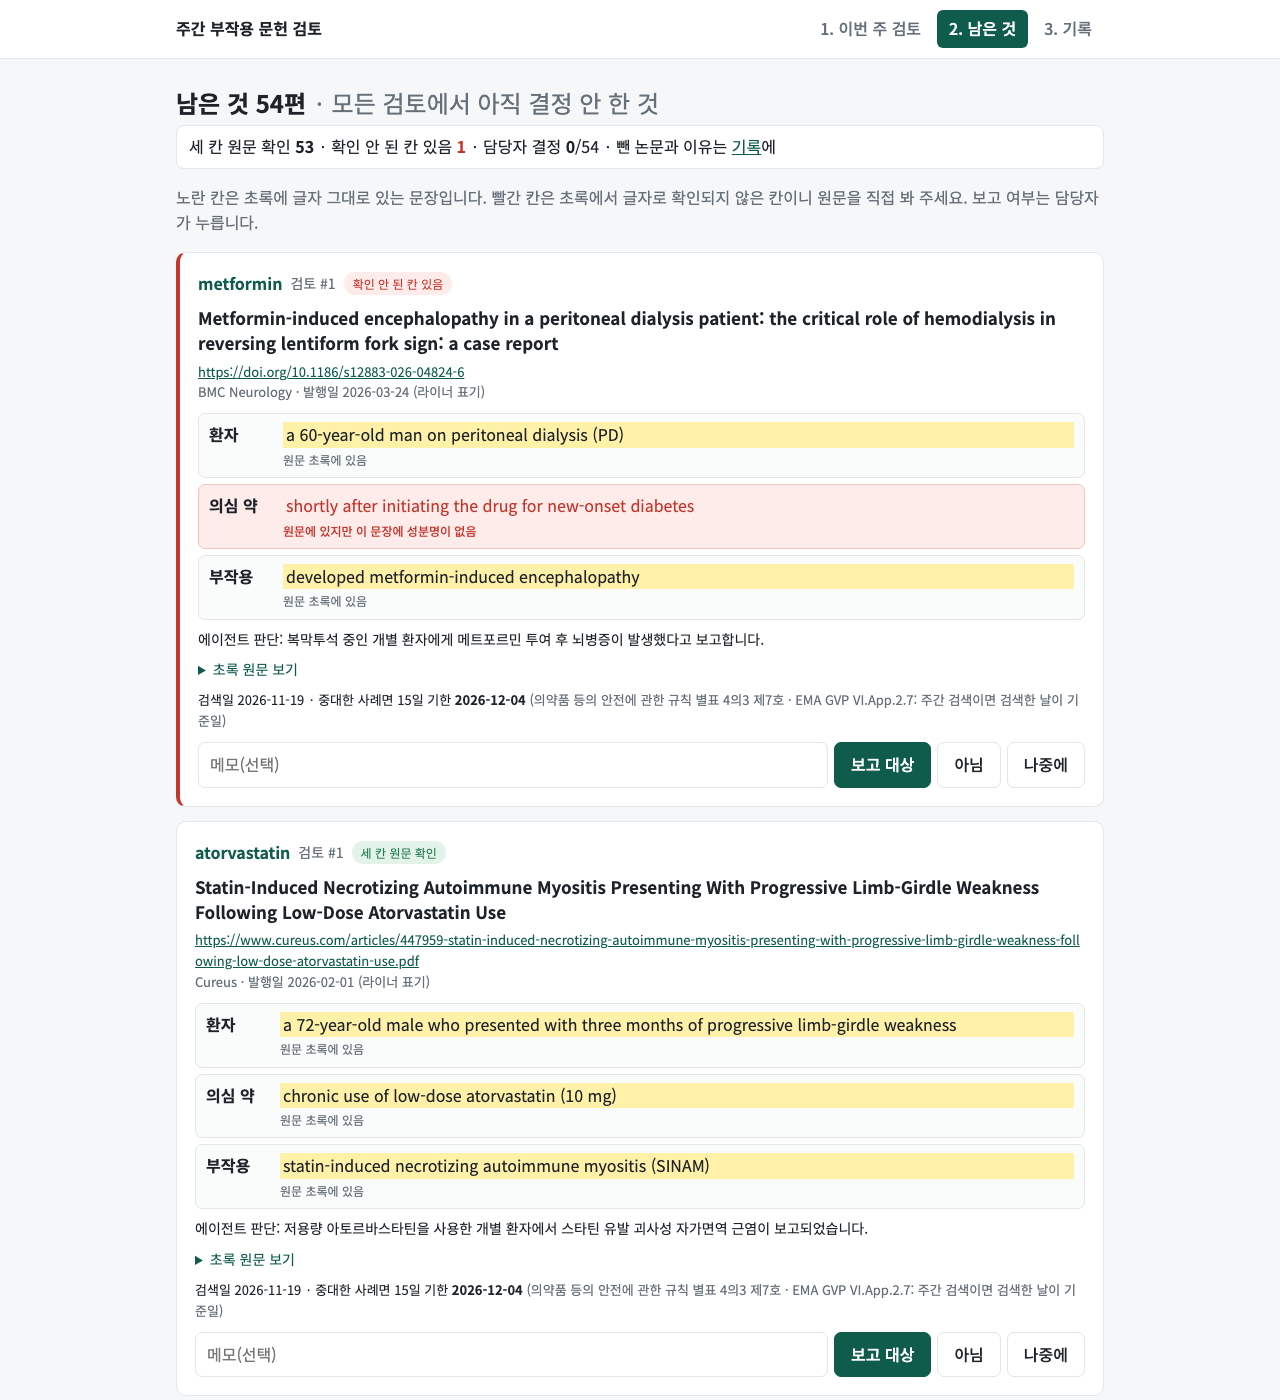 주간 부작용 문헌 검토
1. 이번 주 검토
2. 남은 것
3. 기록
남은 것 54편 · 모든 검토에서 아직 결정 안 한 것
세 칸 원문 확인 53 · 확인 안 된 칸 있음 1 · 담당자 결정 0/54 · 뺀 논문과 이유는 기록에
노란 칸은 초록에 글자 그대로 있는 문장입니다. 빨간 칸은 초록에서 글자로 확인되지 않은 칸이니 원문을 직접 봐 주세요. 보고 여부는 담당자
가 누릅니다.
metformin 검토 #1 확인 안 된 칸 있음
Metformin-induced encephalopathy in a peritoneal dialysis patient: the critical role of hemodialysis in
reversing lentiform fork sign: a case report
https://doi.org/10.1186/s12883-026-04824-6
BMC Neurology · 발행일 2026-03-24 (라이너 표기)
환자
a 60-year-old man on peritoneal dialysis (PD)
원문 초록에 있음
의심 약
shortly after initiating the drug for new-onset diabetes
원문에 있지만 이 문장에 성분명이 없음
부작용
developed metformin-induced encephalopathy
원문 초록에 있음
에이전트 판단: 복막투석 중인 개별 환자에게 메트포르민 투여 후 뇌병증이 발생했다고 보고합니다.
▶ 초록 원문 보기
검색일 2026-11-19 · 중대한 사례면 15일 기한 2026-12-04 (의약품 등의 안전에 관한 규칙 별표 4의3 제7호 · EMA GVP VI.App.2.7: 주간 검색이면 검색한 날이 기
준일)
메모(선택)
보고 대상
아님
나중에
atorvastatin 검토 #1 세 칸 원문 확인
Statin-Induced Necrotizing Autoimmune Myositis Presenting With Progressive Limb-Girdle Weakness
Following Low-Dose Atorvastatin Use
https://www.cureus.com/articles/447959-statin-induced-necrotizing-autoimmune-myositis-presenting-with-progressive-limb-girdle-weakness-foll
owing-low-dose-atorvastatin-use.pdf
Cureus · 발행일 2026-02-01 (라이너 표기)
환자
a 72-year-old male who presented with three months of progressive limb-girdle weakness
원문 초록에 있음
의심 약
chronic use of low-dose atorvastatin (10 mg)
원문 초록에 있음
부작용
statin-induced necrotizing autoimmune myositis (SINAM)
원문 초록에 있음
에이전트 판단: 저용량 아토르바스타틴을 사용한 개별 환자에서 스타틴 유발 괴사성 자가면역 근염이 보고되었습니다.
▶ 초록 원문 보기
검색일 2026-11-19 · 중대한 사례면 15일 기한 2026-12-04 (의약품 등의 안전에 관한 규칙 별표 4의3 제7호 · EMA GVP VI.App.2.7: 주간 검색이면 검색한 날이 기
준일)
메모(선택)
보고 대상
아님
나중에